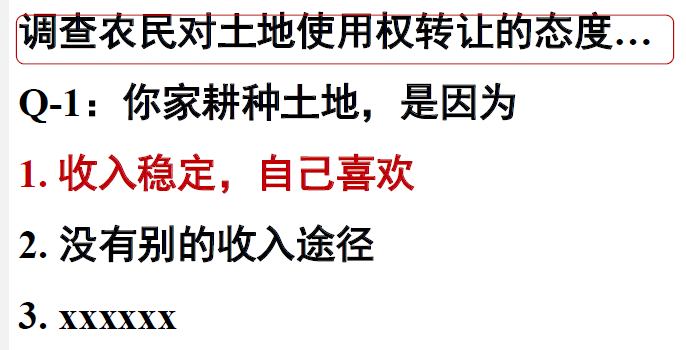 调查农民对土地使用权转让的态度…
Q-1：你家耕种土地，是因为
1. 收入稳定，自己喜欢
2. 没有别的收入途径
3. xxxxxx